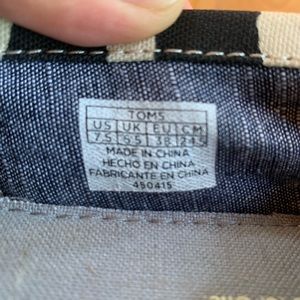 TOMS
US UK EU CM
7.5 5.5 38 24.5
MADE IN CHINA
HECHO EN CHINA
FABRICANTE EN CHINA
450415